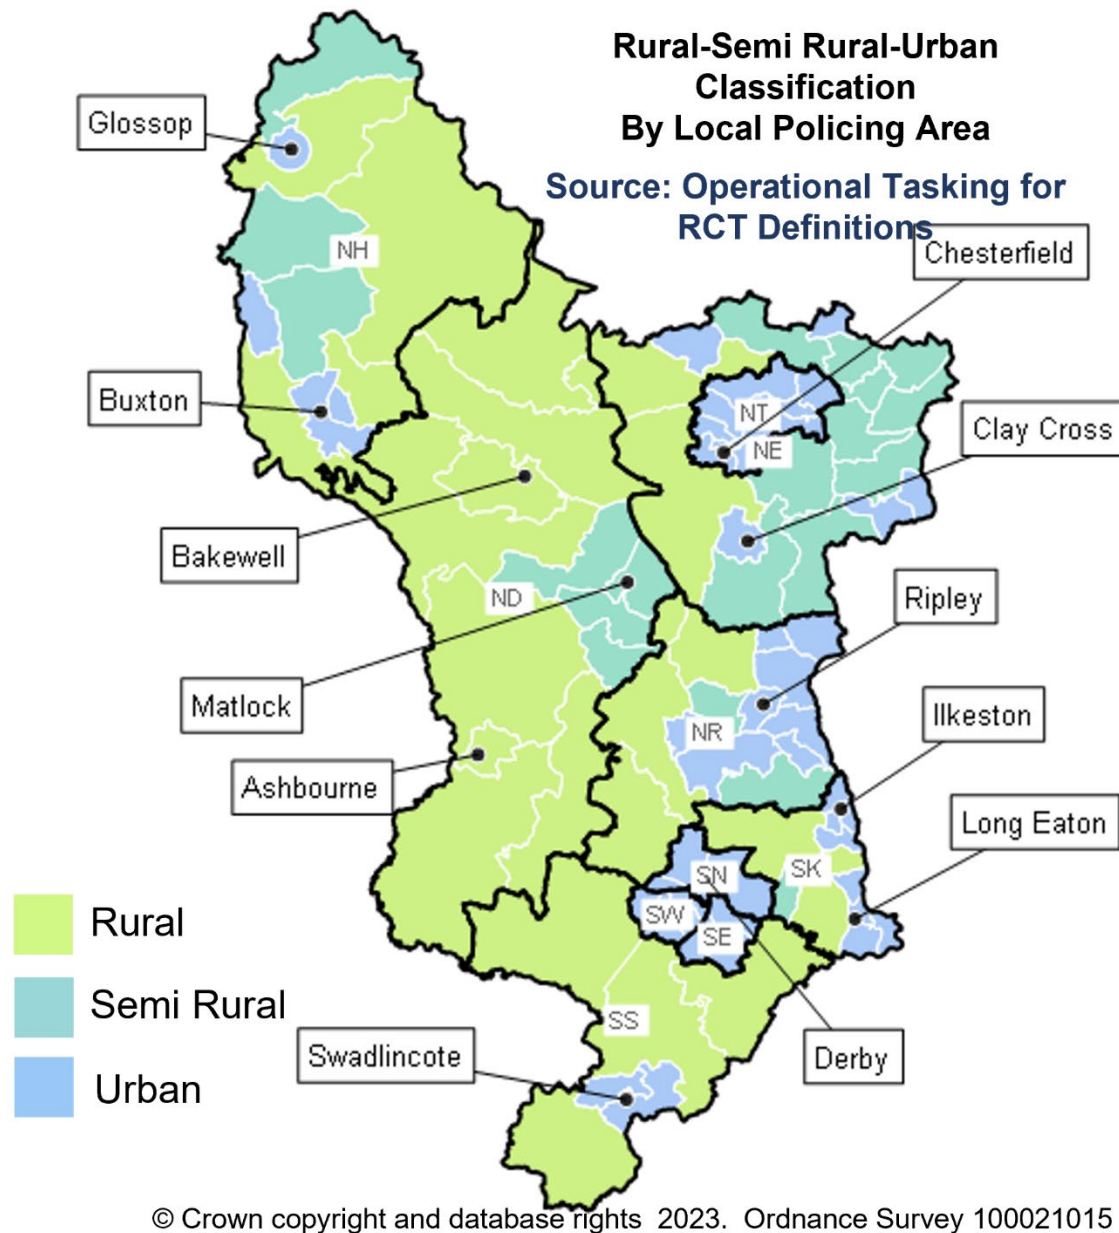 Rural-Semi Rural-Urban
Classification
By Local Policing Area
Source: Operational Tasking for
RCT Definitions
Glossop
Chesterfield
NH
Buxton
NT
Clay Cross
NE
Bakewell
Ripley
ND
Matlock
Ilkeston
NR
Ashbourne
Long Eaton
SK
SN
Rural
SW
SE
Semi Rural
SS
Swadlincote
Derby
Urban
© Crown copyright and database rights 2023. Ordnance Survey 100021015